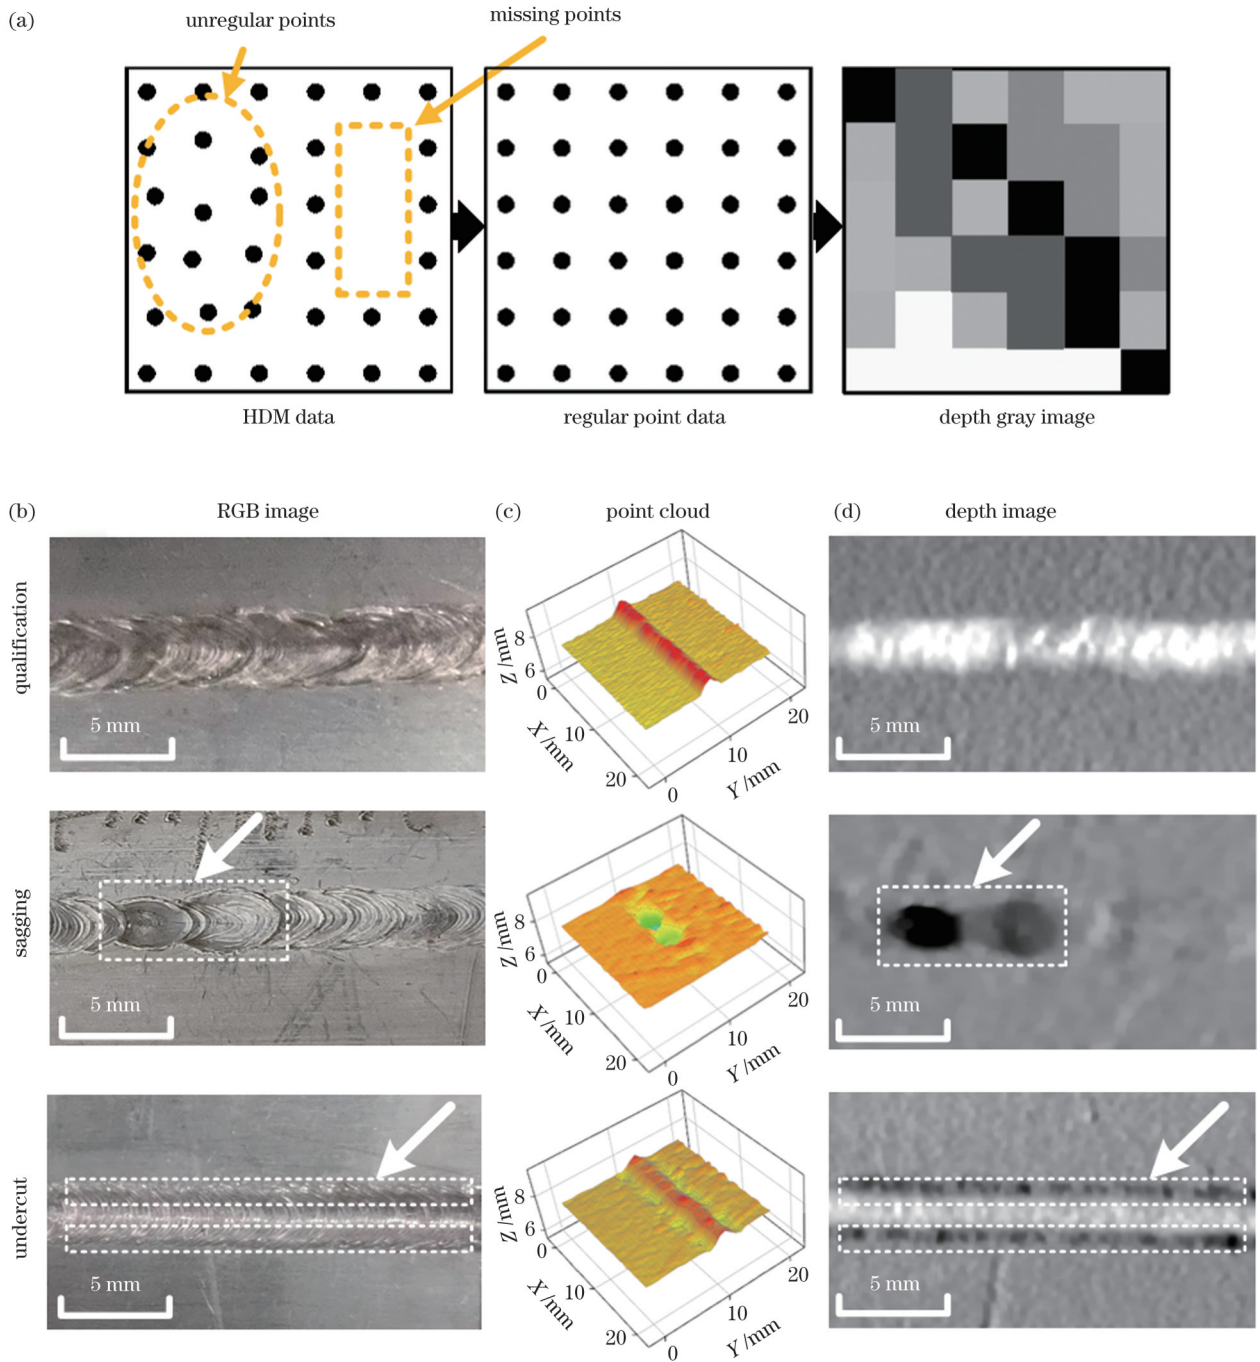 (a)
unregular points
missing points
HDM data
regular point data
depth gray image
(b)
RGB image
(c)
point cloud
(d)
depth image
qualification
5 mm
8
6
Z/mm
0
10
20
X/mm
0
10
20
Y/mm
5 mm
sagging
5 mm
8
6
Z/mm
0
10
20
X/mm
0
10
20
Y/mm
5 mm
undercut
5 mm
8
6
Z/mm
0
10
20
X/mm
0
10
20
Y/mm
5 mm